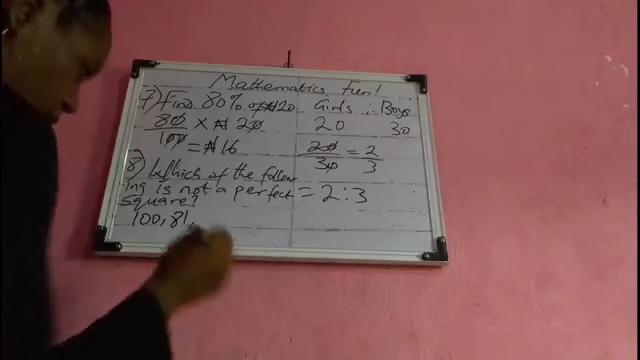 Mathematics Fun!
7) Find 80% of ₦20
80/100 × ₦20
= ₦16
8) Which of the follow
ing is not a perfect
square?
100, 81,
Girls : Boys
20 30
20/30 = 2/3
= 2:3